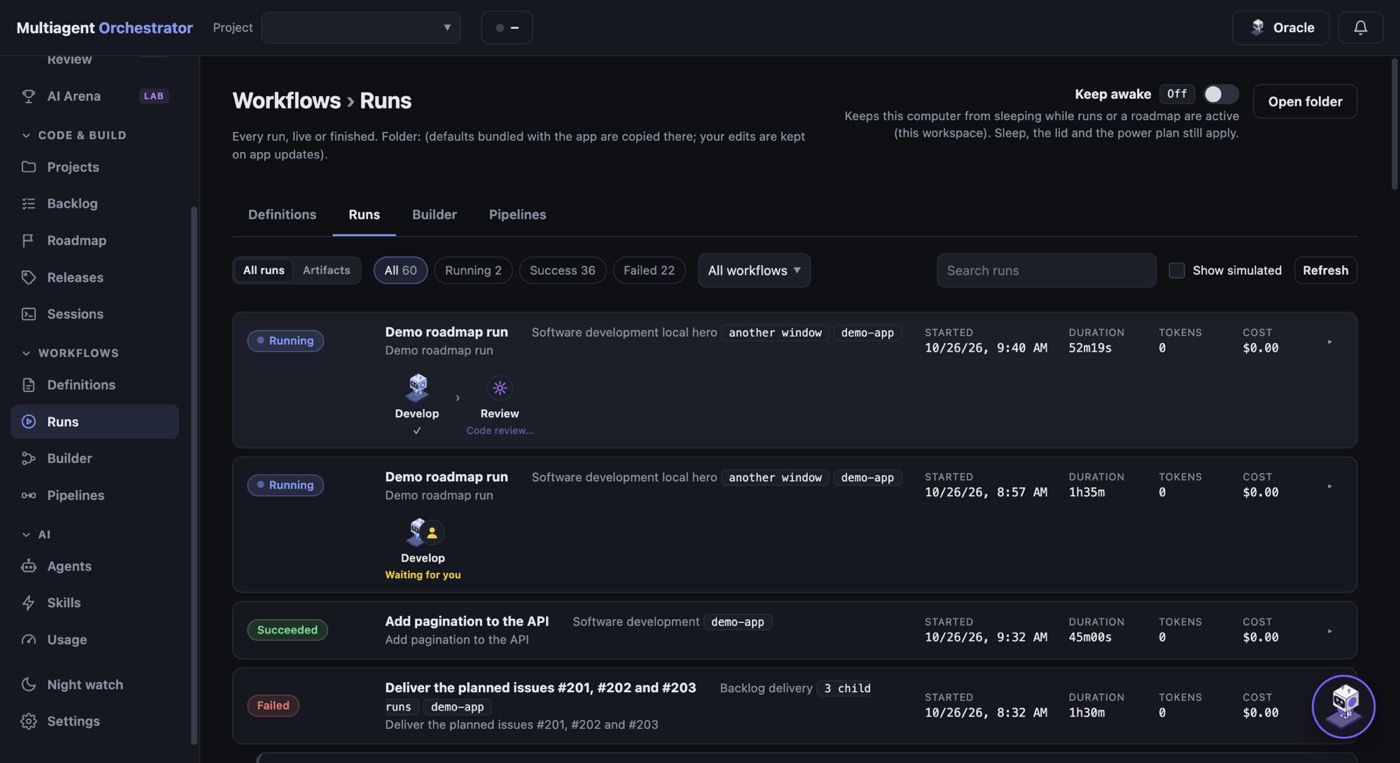 Multiagent Orchestrator
Project
–
Oracle
Review
AI Arena LAB
CODE & BUILD
Projects
Backlog
Roadmap
Releases
Sessions
WORKFLOWS
Definitions
Runs
Builder
Pipelines
AI
Agents
Skills
Usage
Night watch
Settings
Workflows › Runs
Every run, live or finished. Folder: (defaults bundled with the app are copied there; your edits are kept
on app updates).
Keep awake Off
Keeps this computer from sleeping while runs or a roadmap are active
(this workspace). Sleep, the lid and the power plan still apply.
Open folder
Definitions Runs Builder Pipelines
All runs Artifacts All 60 Running 2 Success 36 Failed 22 All workflows Search runs Show simulated Refresh
Running
Demo roadmap run Software development local hero another window demo-app
Demo roadmap run
STARTED DURATION TOKENS COST
10/26/26, 9:40 AM 52m19s 0 $0.00
Develop › Review
✓ Code review…
Running
Demo roadmap run Software development local hero another window demo-app
Demo roadmap run
STARTED DURATION TOKENS COST
10/26/26, 8:57 AM 1h35m 0 $0.00
Develop
Waiting for you
Succeeded
Add pagination to the API Software development demo-app
Add pagination to the API
STARTED DURATION TOKENS COST
10/26/26, 9:32 AM 45m00s 0 $0.00
Failed
Deliver the planned issues #201, #202 and #203 Backlog delivery 3 child
runs demo-app
Deliver the planned issues #201, #202 and #203
STARTED DURATION TOKENS COST
10/26/26, 8:32 AM 1h30m 0 $0.00